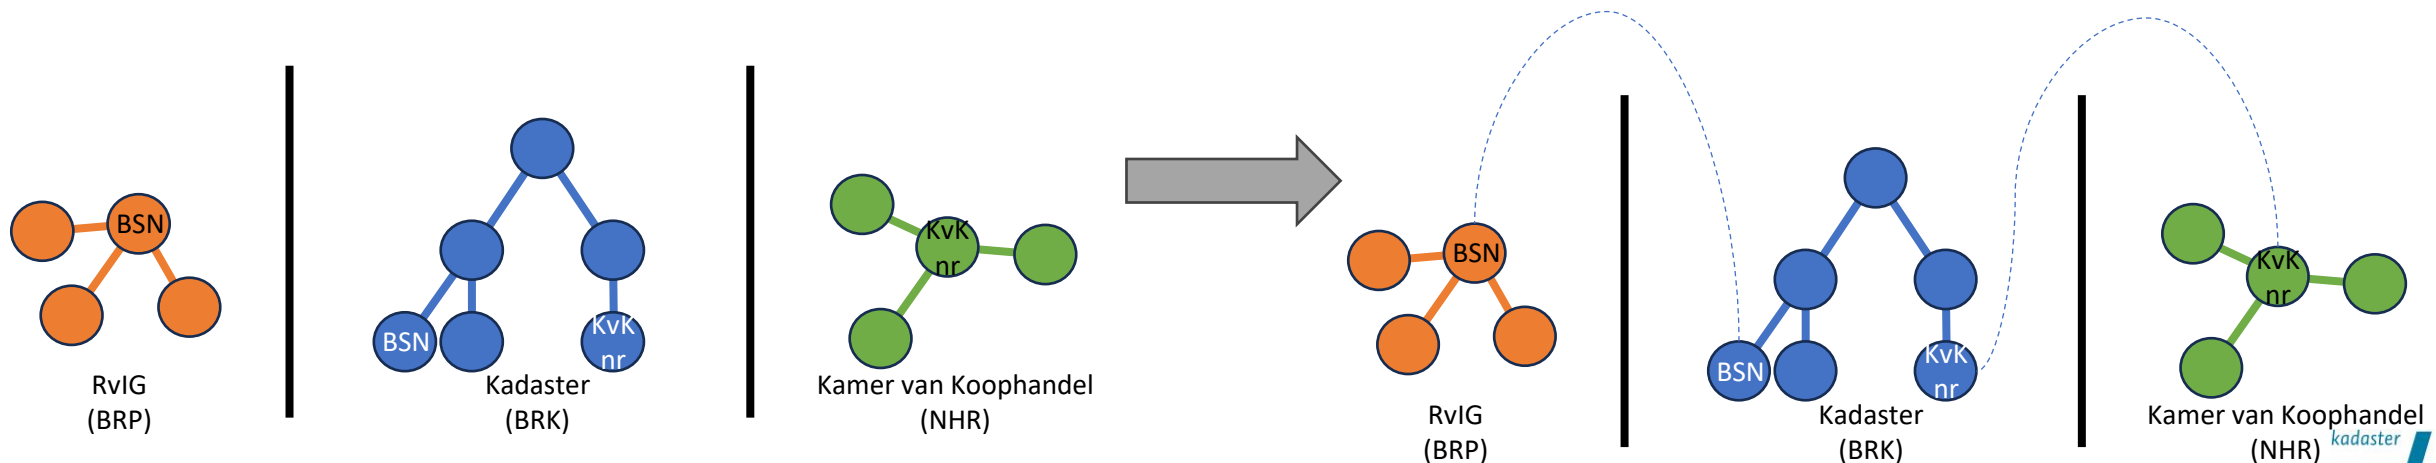 BSN
BSN
KvK
nr
RvIG
(BRP)
Kadaster
(BRK)
KvK
nr
Kamer van Koophandel
(NHR)
BSN
RvIG
(BRP)
BSN
KvK
nr
Kadaster
(BRK)
KvK
nr
Kamer van Koophandel
(NHR)
kadaster